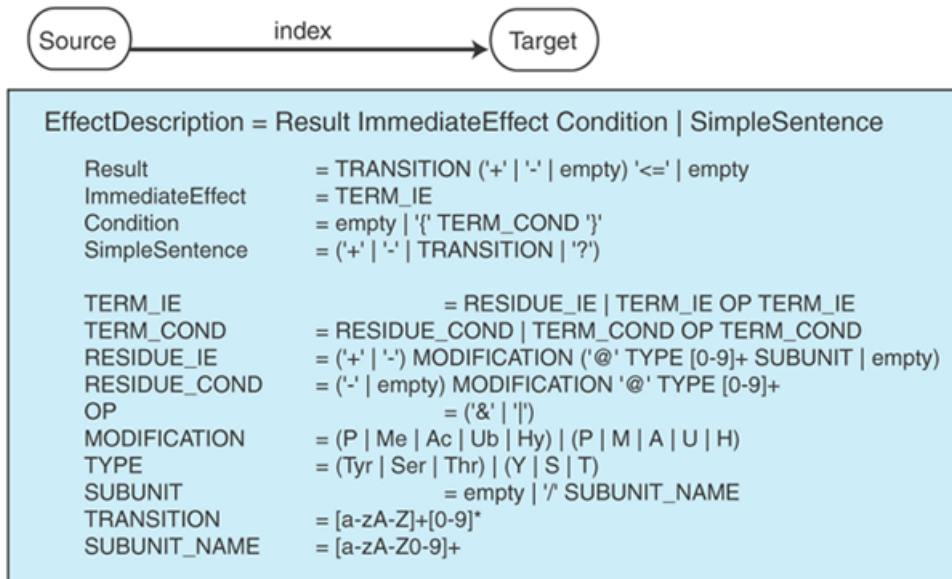 Source index Target
EffectDescription = Result ImmediateEffect Condition | SimpleSentence
Result = TRANSITION ('+' | '-' | empty) '<=' | empty
ImmediateEffect = TERM_IE
Condition = empty | '{' TERM_COND '}'
SimpleSentence = ('+' | '-' | TRANSITION | '?')
TERM_IE = RESIDUE_IE | TERM_IE OP TERM_IE
TERM_COND = RESIDUE_COND | TERM_COND OP TERM_COND
RESIDUE_IE = ('+' | '-') MODIFICATION ('@' TYPE [0-9]+ SUBUNIT | empty)
RESIDUE_COND = ('-' | empty) MODIFICATION '@' TYPE [0-9]+
OP = ('&' | '|')
MODIFICATION = (P | Me | Ac | Ub | Hy) | (P | M | A | U | H)
TYPE = (Tyr | Ser | Thr) | (Y | S | T)
SUBUNIT = empty | '/' SUBUNIT_NAME
TRANSITION = [a-zA-Z]+[0-9]*
SUBUNIT_NAME = [a-zA-Z0-9]+